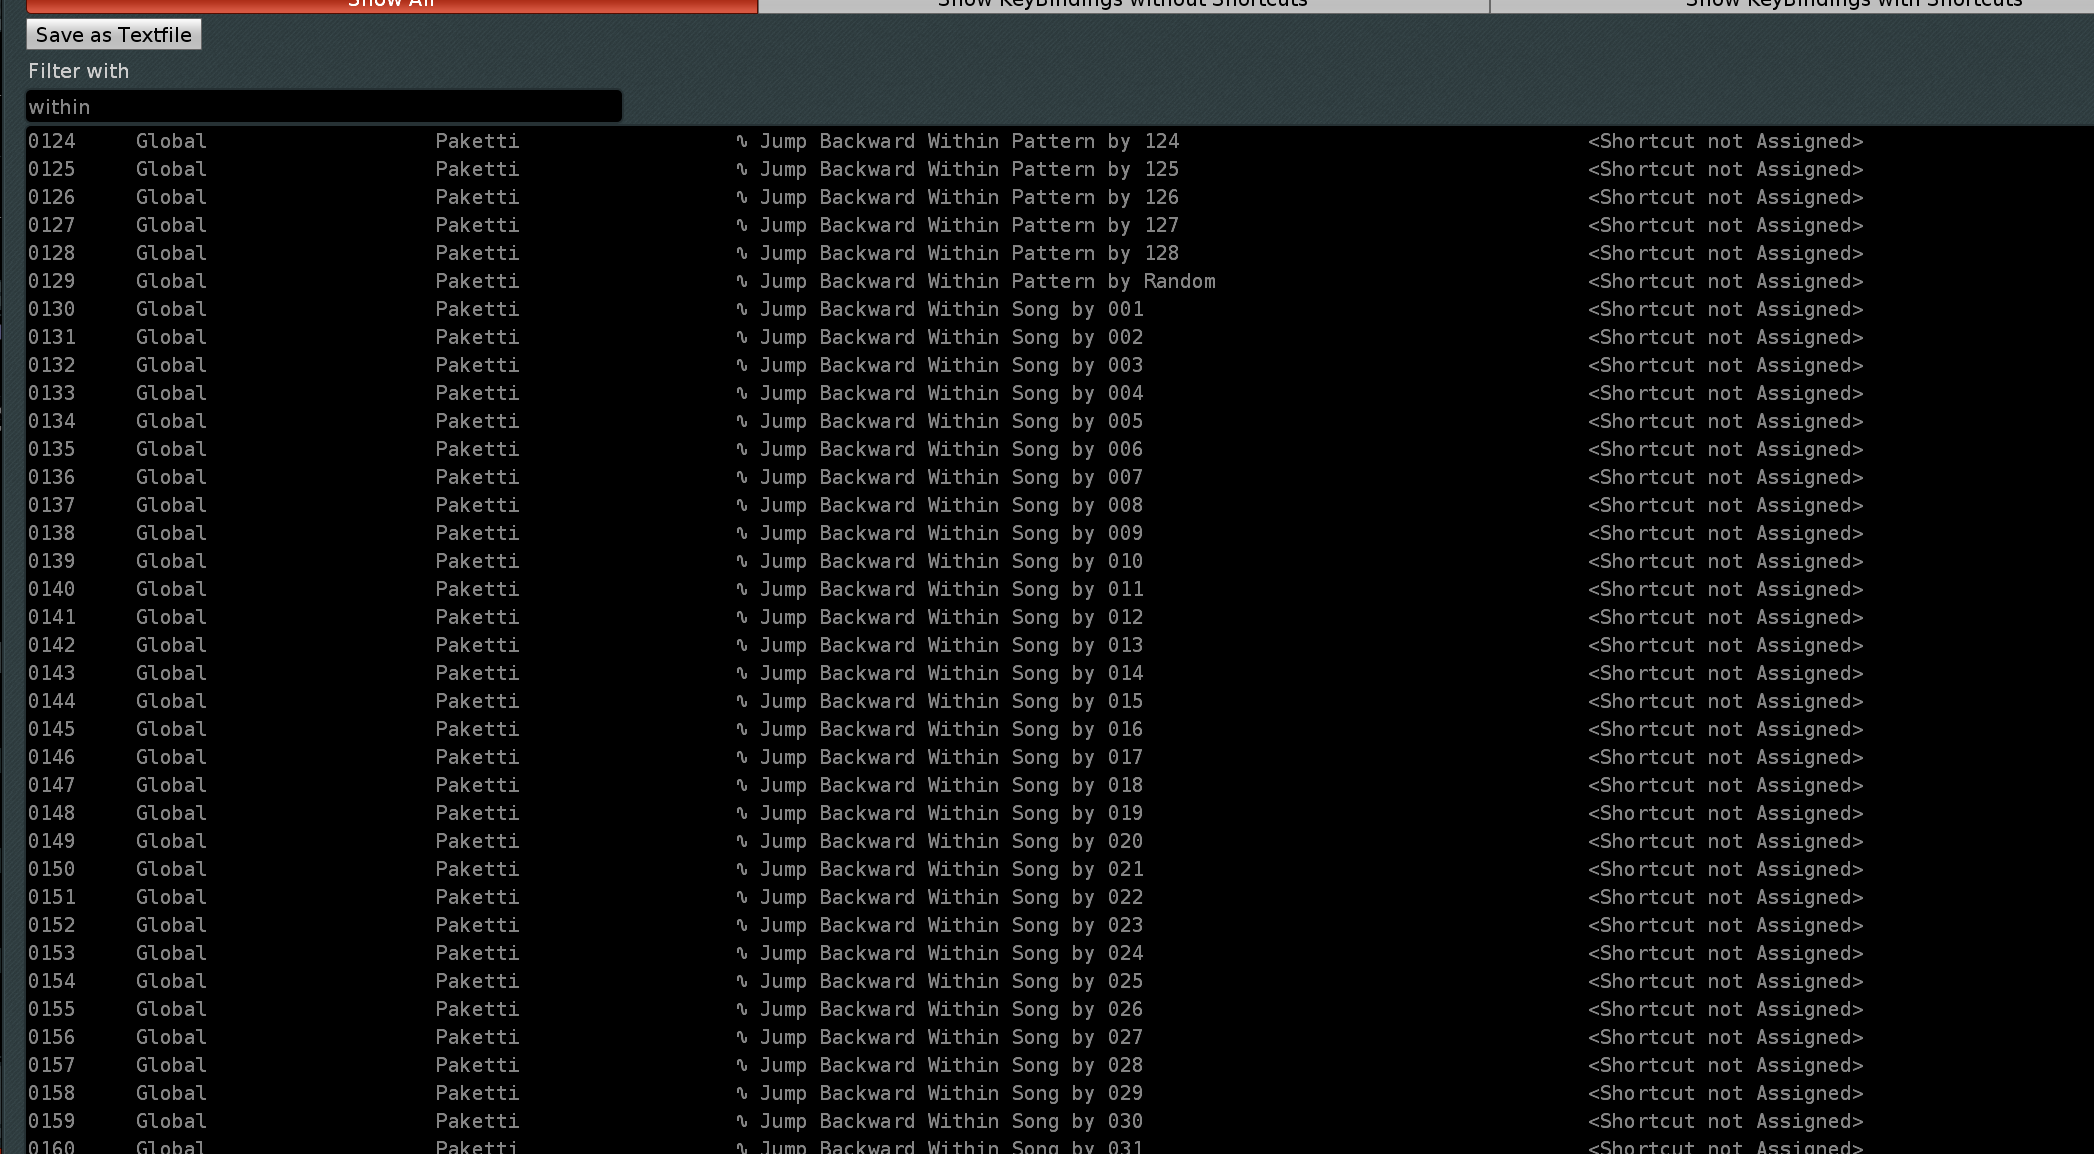 Show All Show KeyBindings without Shortcuts Show KeyBindings with Shortcuts
Save as Textfile
Filter with
within
0124 Global Paketti ∿ Jump Backward Within Pattern by 124 <Shortcut not Assigned>
0125 Global Paketti ∿ Jump Backward Within Pattern by 125 <Shortcut not Assigned>
0126 Global Paketti ∿ Jump Backward Within Pattern by 126 <Shortcut not Assigned>
0127 Global Paketti ∿ Jump Backward Within Pattern by 127 <Shortcut not Assigned>
0128 Global Paketti ∿ Jump Backward Within Pattern by 128 <Shortcut not Assigned>
0129 Global Paketti ∿ Jump Backward Within Pattern by Random <Shortcut not Assigned>
0130 Global Paketti ∿ Jump Backward Within Song by 001 <Shortcut not Assigned>
0131 Global Paketti ∿ Jump Backward Within Song by 002 <Shortcut not Assigned>
0132 Global Paketti ∿ Jump Backward Within Song by 003 <Shortcut not Assigned>
0133 Global Paketti ∿ Jump Backward Within Song by 004 <Shortcut not Assigned>
0134 Global Paketti ∿ Jump Backward Within Song by 005 <Shortcut not Assigned>
0135 Global Paketti ∿ Jump Backward Within Song by 006 <Shortcut not Assigned>
0136 Global Paketti ∿ Jump Backward Within Song by 007 <Shortcut not Assigned>
0137 Global Paketti ∿ Jump Backward Within Song by 008 <Shortcut not Assigned>
0138 Global Paketti ∿ Jump Backward Within Song by 009 <Shortcut not Assigned>
0139 Global Paketti ∿ Jump Backward Within Song by 010 <Shortcut not Assigned>
0140 Global Paketti ∿ Jump Backward Within Song by 011 <Shortcut not Assigned>
0141 Global Paketti ∿ Jump Backward Within Song by 012 <Shortcut not Assigned>
0142 Global Paketti ∿ Jump Backward Within Song by 013 <Shortcut not Assigned>
0143 Global Paketti ∿ Jump Backward Within Song by 014 <Shortcut not Assigned>
0144 Global Paketti ∿ Jump Backward Within Song by 015 <Shortcut not Assigned>
0145 Global Paketti ∿ Jump Backward Within Song by 016 <Shortcut not Assigned>
0146 Global Paketti ∿ Jump Backward Within Song by 017 <Shortcut not Assigned>
0147 Global Paketti ∿ Jump Backward Within Song by 018 <Shortcut not Assigned>
0148 Global Paketti ∿ Jump Backward Within Song by 019 <Shortcut not Assigned>
0149 Global Paketti ∿ Jump Backward Within Song by 020 <Shortcut not Assigned>
0150 Global Paketti ∿ Jump Backward Within Song by 021 <Shortcut not Assigned>
0151 Global Paketti ∿ Jump Backward Within Song by 022 <Shortcut not Assigned>
0152 Global Paketti ∿ Jump Backward Within Song by 023 <Shortcut not Assigned>
0153 Global Paketti ∿ Jump Backward Within Song by 024 <Shortcut not Assigned>
0154 Global Paketti ∿ Jump Backward Within Song by 025 <Shortcut not Assigned>
0155 Global Paketti ∿ Jump Backward Within Song by 026 <Shortcut not Assigned>
0156 Global Paketti ∿ Jump Backward Within Song by 027 <Shortcut not Assigned>
0157 Global Paketti ∿ Jump Backward Within Song by 028 <Shortcut not Assigned>
0158 Global Paketti ∿ Jump Backward Within Song by 029 <Shortcut not Assigned>
0159 Global Paketti ∿ Jump Backward Within Song by 030 <Shortcut not Assigned>
0160 Global Paketti ∿ Jump Backward Within Song by 031 <Shortcut not Assigned>